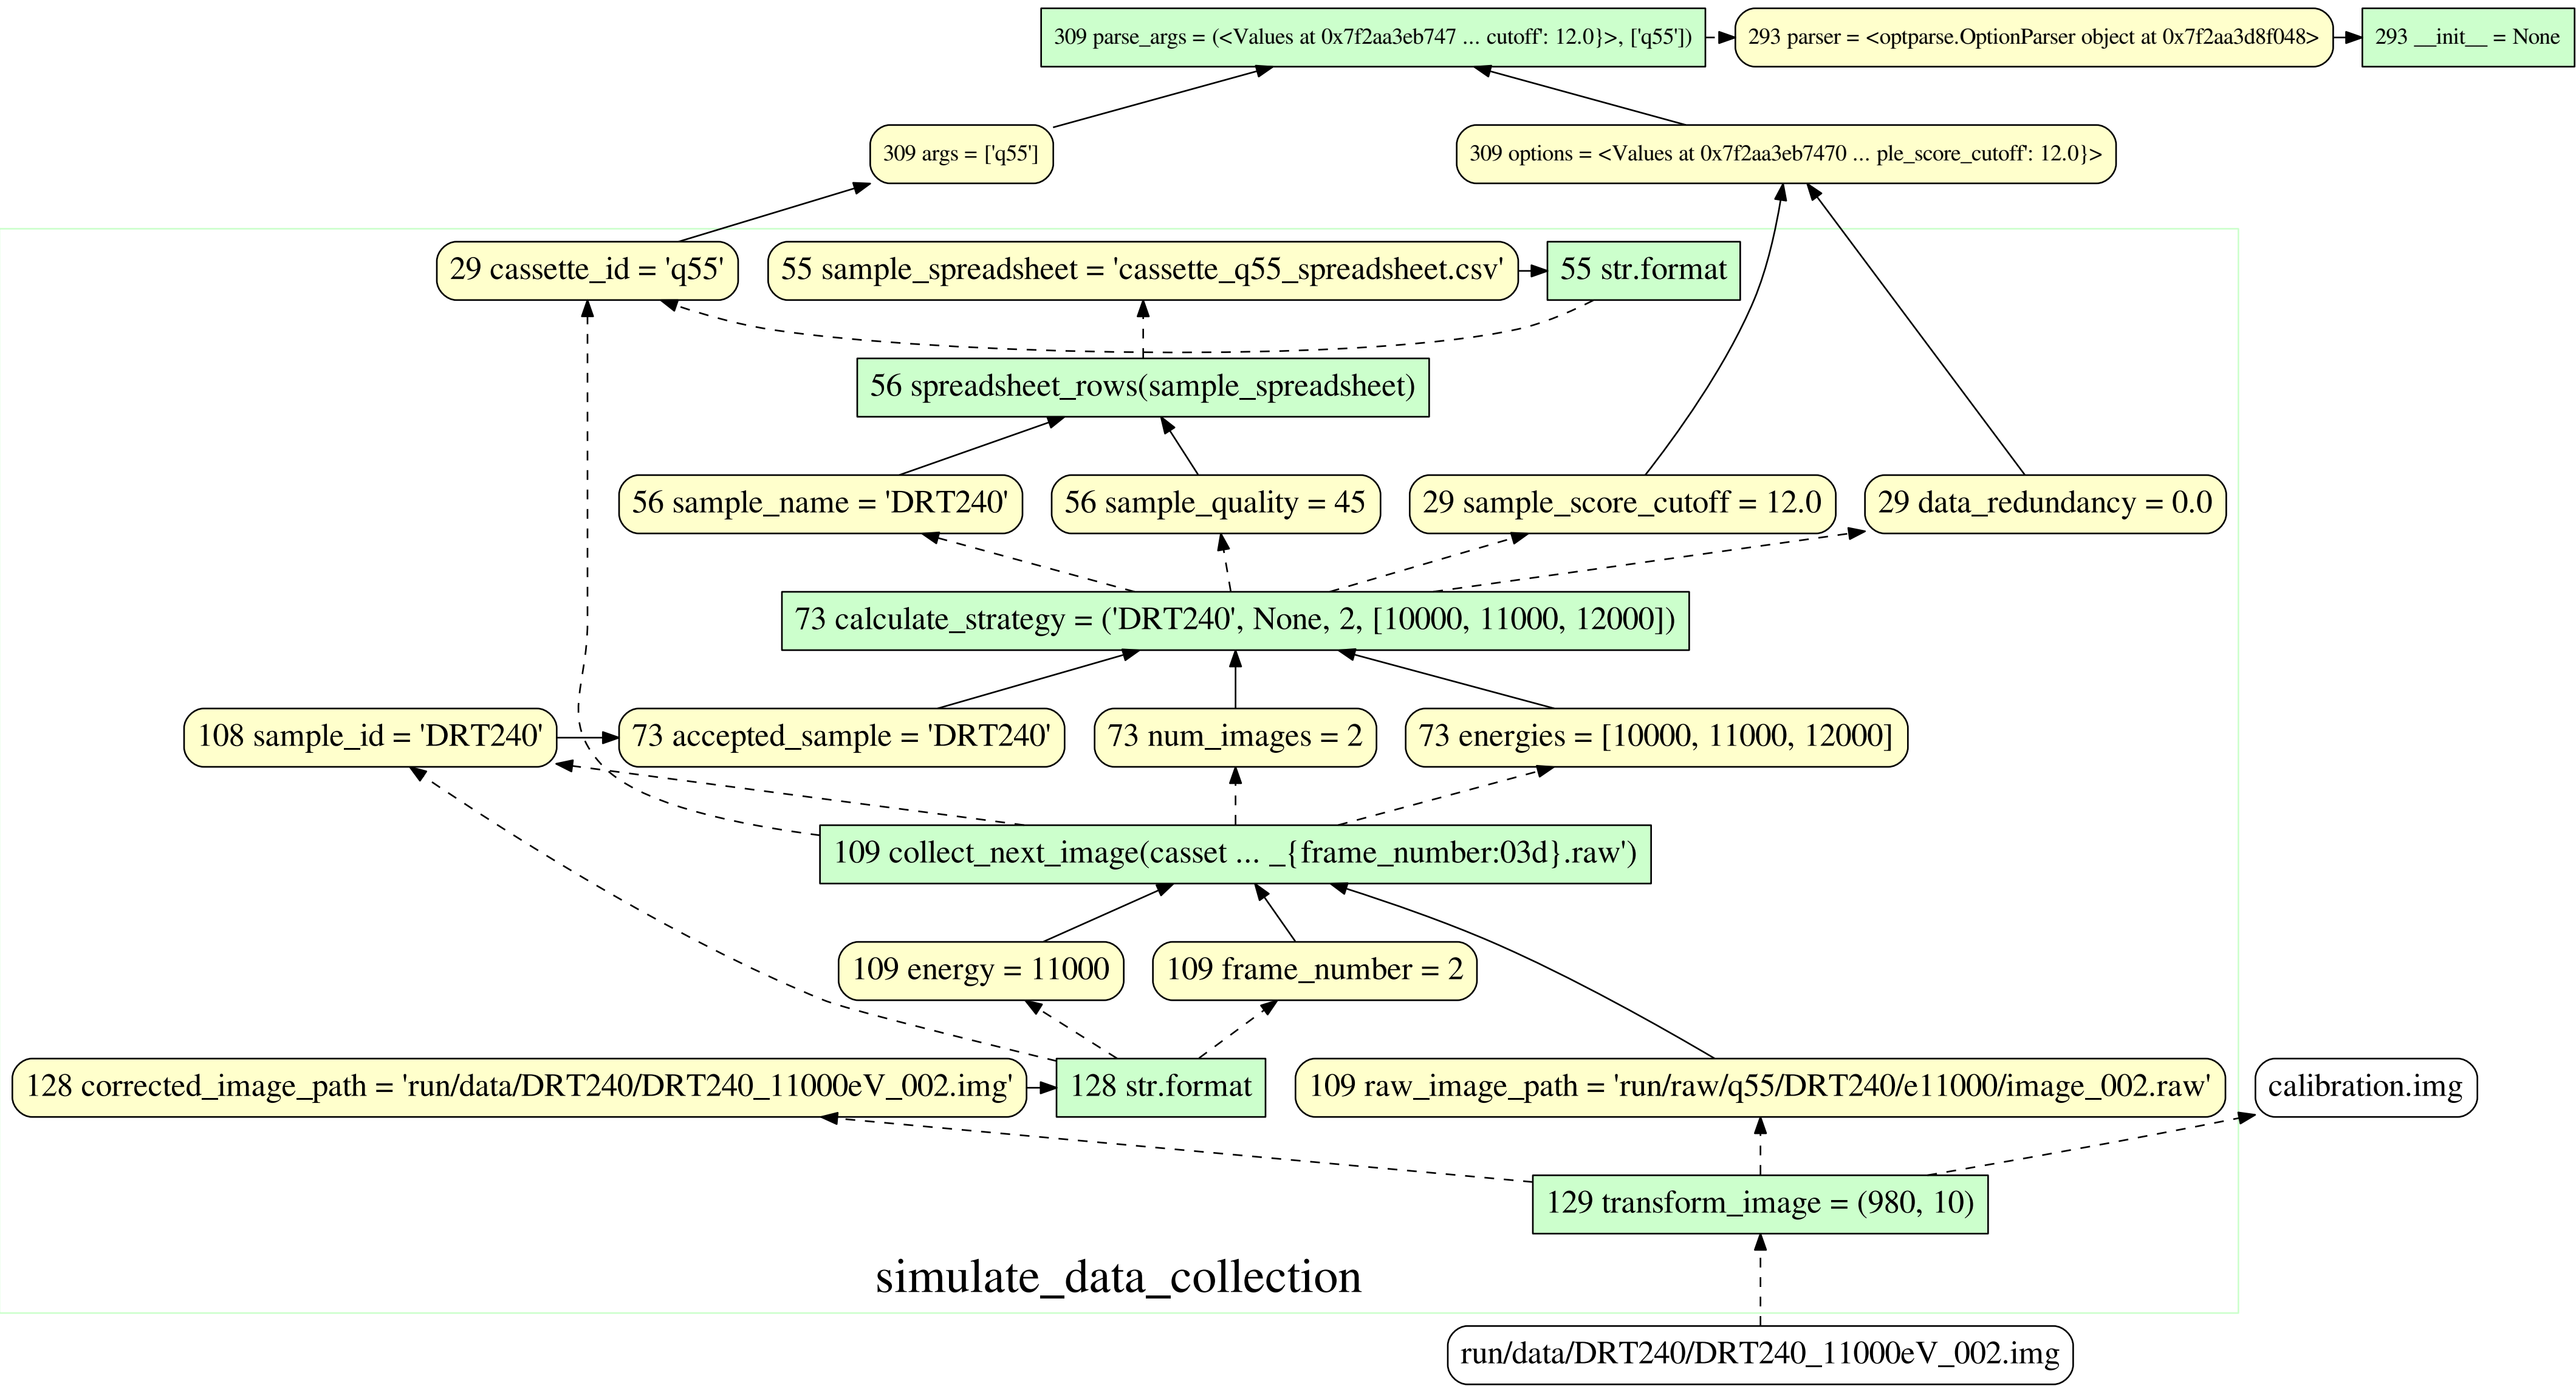 309 parse_args = (<Values at 0x7f2aa3eb747 ... cutoff': 12.0}>, ['q55'])
293 parser = <optparse.OptionParser object at 0x7f2aa3d8f048>
293 __init__ = None
309 args = ['q55']
309 options = <Values at 0x7f2aa3eb7470 ... ple_score_cutoff': 12.0}>
29 cassette_id = 'q55'
55 sample_spreadsheet = 'cassette_q55_spreadsheet.csv'
55 str.format
56 spreadsheet_rows(sample_spreadsheet)
56 sample_name = 'DRT240'
56 sample_quality = 45
29 sample_score_cutoff = 12.0
29 data_redundancy = 0.0
73 calculate_strategy = ('DRT240', None, 2, [10000, 11000, 12000])
108 sample_id = 'DRT240'
73 accepted_sample = 'DRT240'
73 num_images = 2
73 energies = [10000, 11000, 12000]
109 collect_next_image(casset ... _{frame_number:03d}.raw')
109 energy = 11000
109 frame_number = 2
128 corrected_image_path = 'run/data/DRT240/DRT240_11000eV_002.img'
128 str.format
109 raw_image_path = 'run/raw/q55/DRT240/e11000/image_002.raw'
calibration.img
129 transform_image = (980, 10)
simulate_data_collection
run/data/DRT240/DRT240_11000eV_002.img